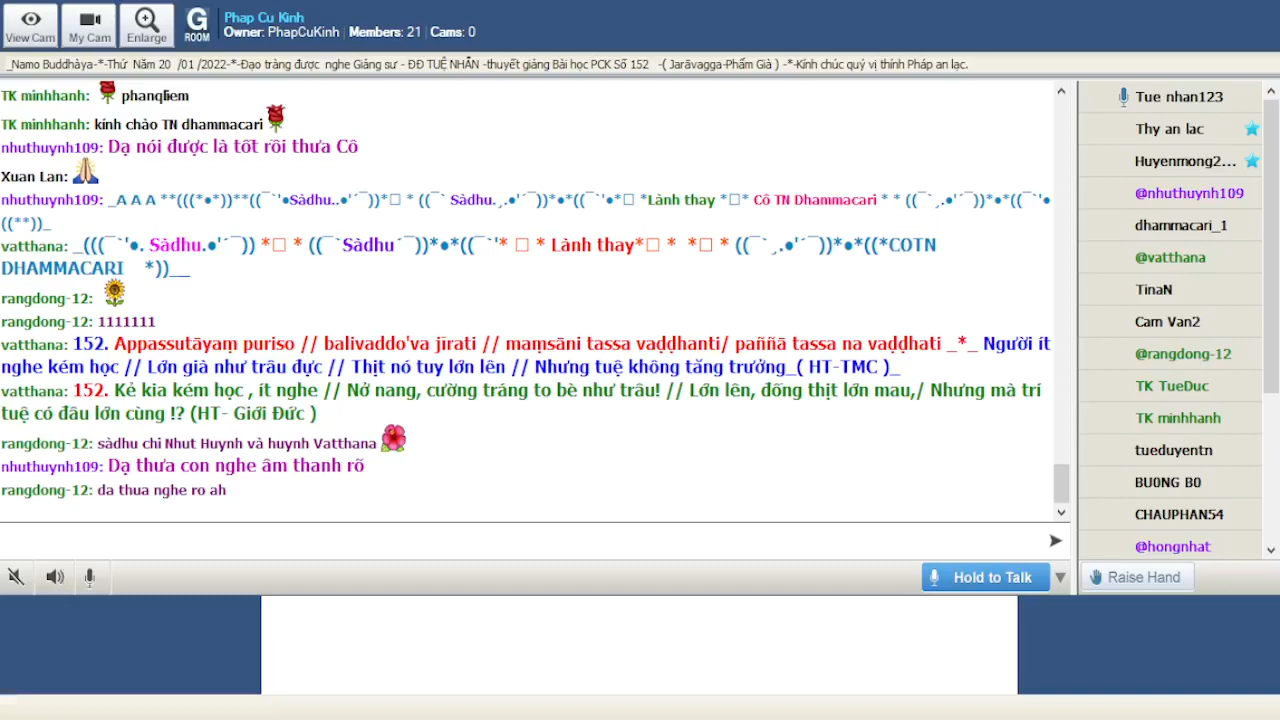 View Cam
My Cam
Enlarge
G
ROOM
Phap Cu Kinh
Owner: PhapCuKinh | Members: 21 | Cams: 0
_Namo Buddhàya-*-Thứ Năm 20 /01 /2022-*-Đạo tràng được nghe Giảng sư - ĐĐ TUỆ NHẪN -thuyết giảng Bài học PCK Số 152 -( Jarāvagga-Phẩm Già ) -*-Kính chúc quý vị thính Pháp an lạc.
TK minhhanh: phanqliem
TK minhhanh: kính chào TN dhammacari
nhuthuynh109: Dạ nói được là tốt rồi thưa Cô
Xuan Lan:
nhuthuynh109: _A A A **(((*•*))**((¯`'●Sàdhu..●'´¯))*□ * ((¯` Sàdhu.¸.●'´¯))*●*((¯`'●*□ *Lành thay *□* Cô TN Dhammacari * * ((¯`¸.●'´¯))*●*((¯`'●
((**))_
vatthana: _(((¯`'●. Sàdhu.●'´¯)) *□ * ((¯`Sàdhu´¯))*●*((¯`'* □ * Lành thay*□ * *□ * ((¯`¸.●'´¯))*●*((*COTN
DHAMMACARI *))__
rangdong-12:
rangdong-12: 1111111
vatthana: 152. Appassutāyaṃ puriso // balivaddo'va jīrati // maṃsāni tassa vaḍḍhanti/ paññā tassa na vaḍḍhati _*_ Người ít
nghe kém học // Lớn già như trâu đực // Thịt nó tuy lớn lên // Nhưng tuệ không tăng trưởng_( HT-TMC )_
vatthana: 152. Kẻ kia kém học , ít nghe // Nở nang, cường tráng to bè như trâu! // Lớn lên, đống thịt lớn mau,/ Nhưng mà trí
tuệ có đâu lớn cùng !? (HT- Giới Đức )
rangdong-12: sàdhu chi Nhut Huynh và huynh Vatthana
nhuthuynh109: Dạ thưa con nghe âm thanh rõ
rangdong-12: da thua nghe ro ah
Hold to Talk
Tue nhan123
Thy an lac
Huyenmong2...
@nhuthuynh109
dhammacari_1
@vatthana
TinaN
Cam Van2
@rangdong-12
TK TueDuc
TK minhhanh
tueduyentn
BUONG BO
CHAUPHAN54
@hongnhat
Raise Hand